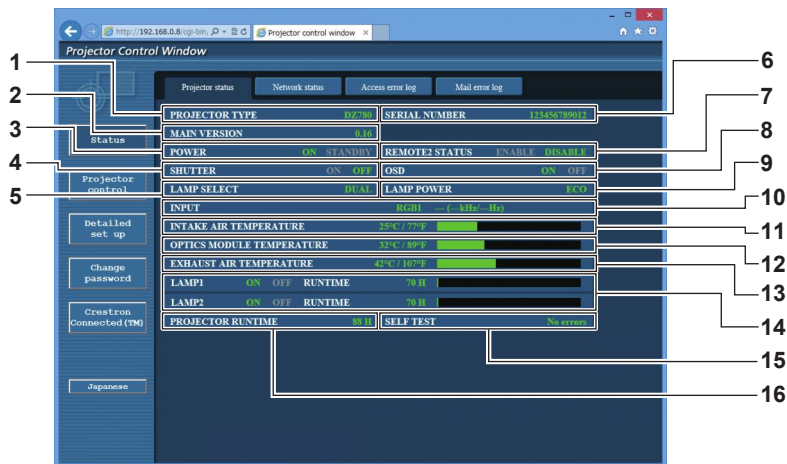 http://192.168.0.8/cgi-bin/
Projector control window
Projector Control Window
Projector status
Network status
Access error log
Mail error log
Status
Projector control
Detailed set up
Change password
Crestron Connected(TM)
Japanese
PROJECTOR TYPE DZ780 SERIAL NUMBER 123456789012
MAIN VERSION 0.16
POWER ON STANDBY REMOTE2 STATUS ENABLE DISABLE
SHUTTER ON OFF OSD ON OFF
LAMP SELECT DUAL LAMP POWER ECO
INPUT RGB1 --- (---kHz/---Hz)
INTAKE AIR TEMPERATURE 25°C / 77°F
OPTICS MODULE TEMPERATURE 32°C / 89°F
EXHAUST AIR TEMPERATURE 42°C / 107°F
LAMP1 ON OFF RUNTIME 70 H
LAMP2 ON OFF RUNTIME 70 H
PROJECTOR RUNTIME 88 H SELF TEST No errors
1
2
3
4
5
6
7
8
9
10
11
12
13
14
15
16